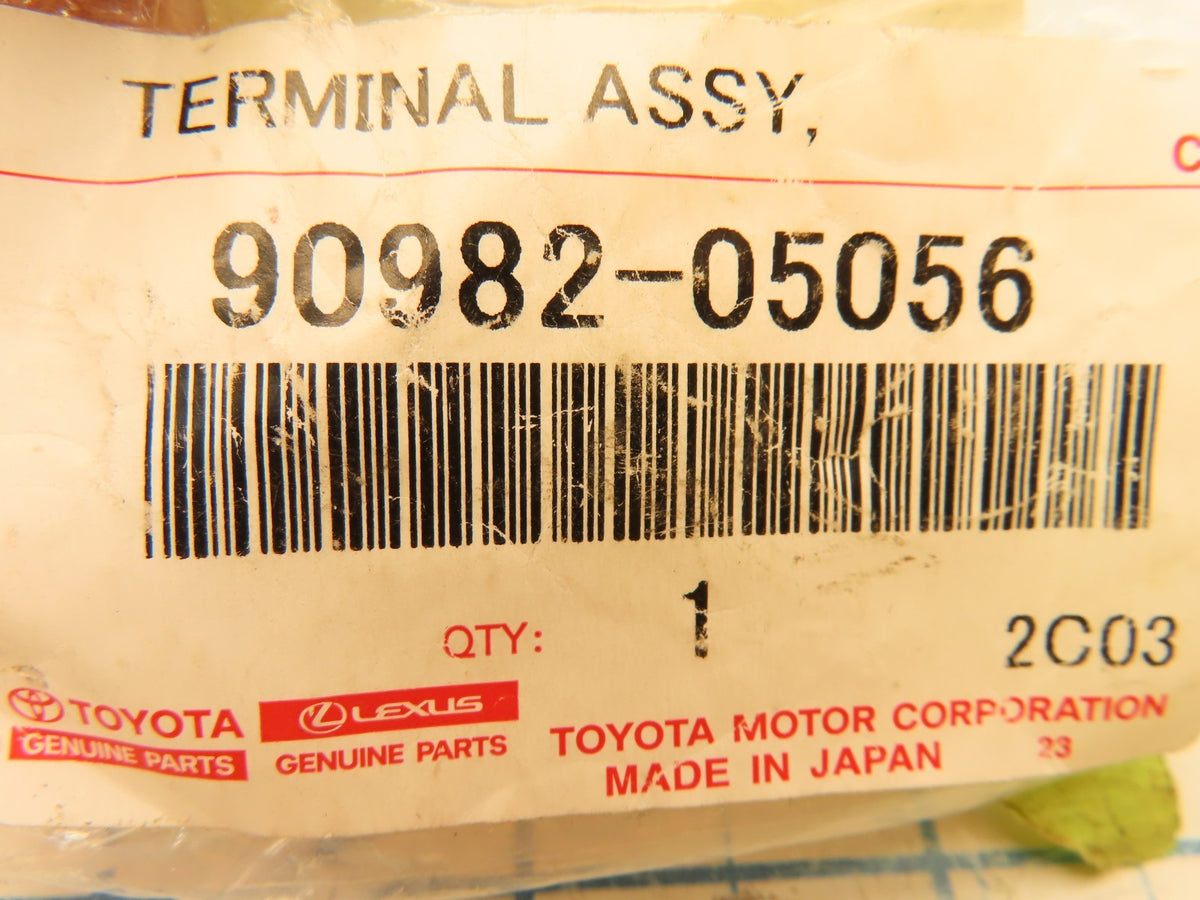 TERMINAL ASSY,
C
90982-05056
QTY: 1
2C03
TOYOTA
GENUINE PARTS
LEXUS
GENUINE PARTS
TOYOTA MOTOR CORPORATION
MADE IN JAPAN 23